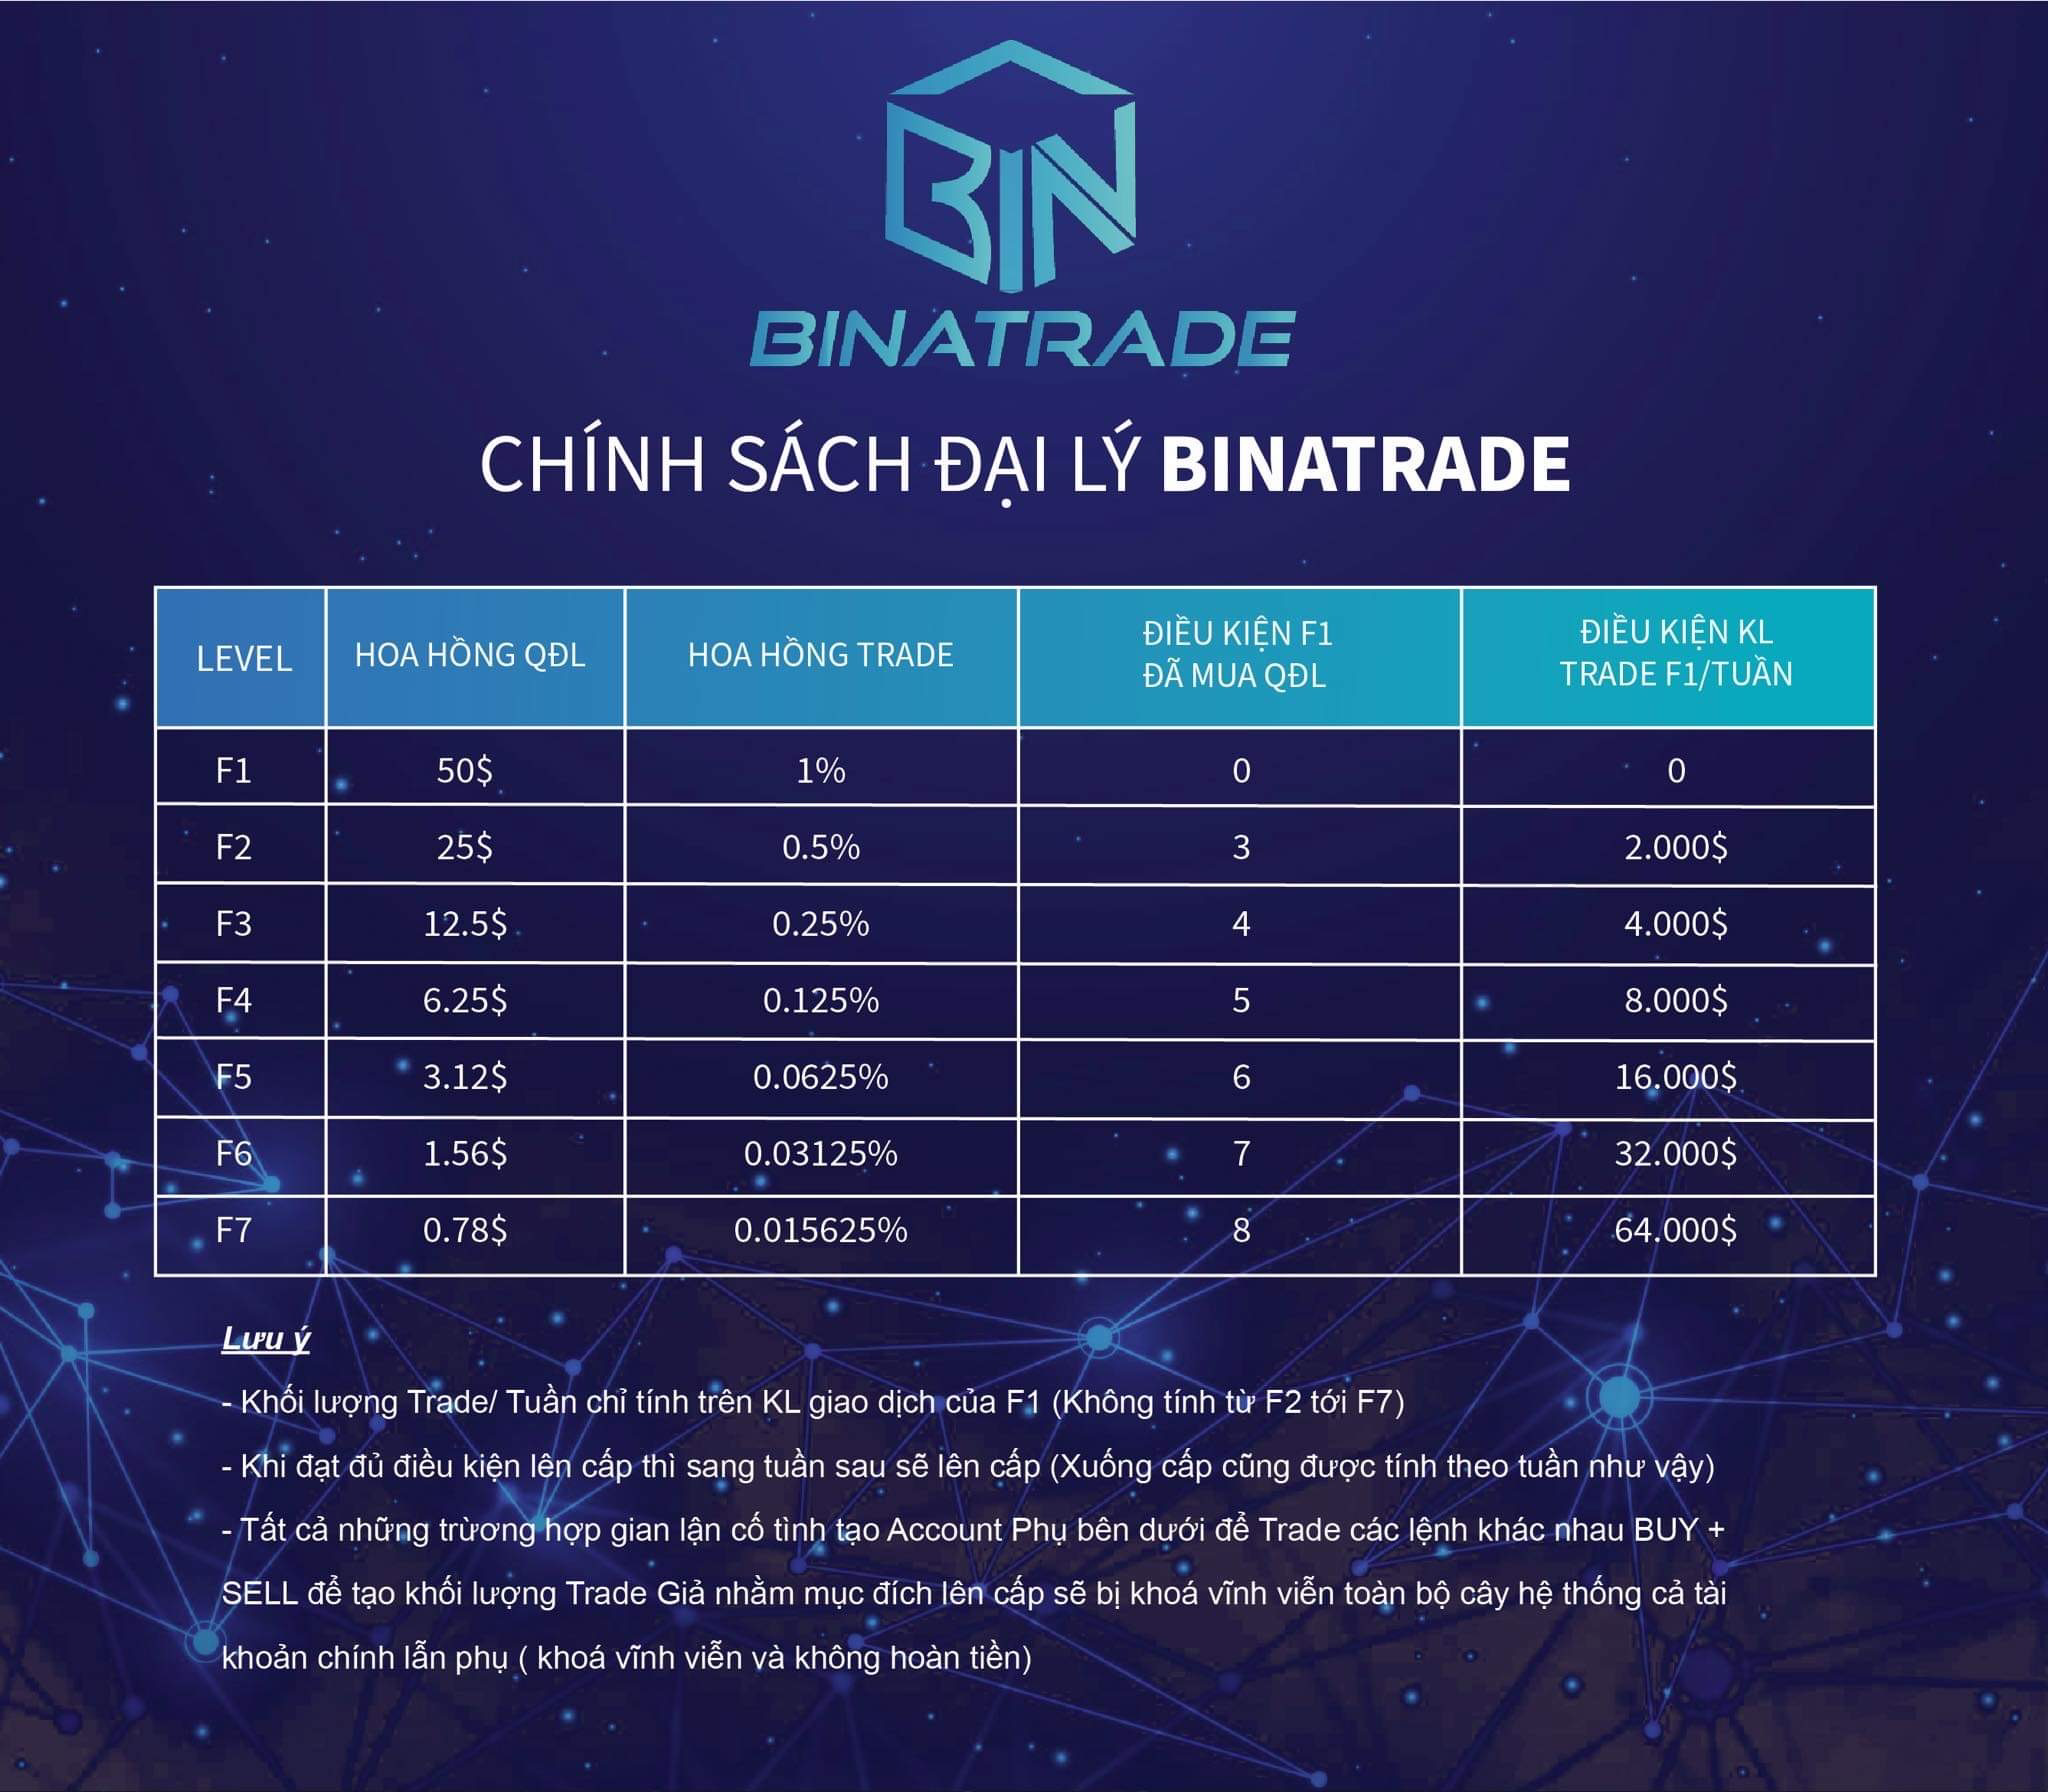 BIN
BINATRADE
CHÍNH SÁCH ĐẠI LÝ BINATRADE
LEVEL HOA HỒNG QĐL HOA HỒNG TRADE ĐIỀU KIỆN F1 ĐÃ MUA QĐL ĐIỀU KIỆN KL TRADE F1/TUẦN
F1 50$ 1% 0 0
F2 25$ 0.5% 3 2.000$
F3 12.5$ 0.25% 4 4.000$
F4 6.25$ 0.125% 5 8.000$
F5 3.12$ 0.0625% 6 16.000$
F6 1.56$ 0.03125% 7 32.000$
F7 0.78$ 0.015625% 8 64.000$
Lưu ý
- Khối lượng Trade/ Tuần chỉ tính trên KL giao dịch của F1 (Không tính từ F2 tới F7)
- Khi đạt đủ điều kiện lên cấp thì sang tuần sau sẽ lên cấp (Xuống cấp cũng được tính theo tuần như vậy)
- Tất cả những trừơng hợp gian lận cố tình tạo Account Phụ bên dưới để Trade các lệnh khác nhau BUY +
SELL để tạo khối lượng Trade Giả nhằm mục đích lên cấp sẽ bị khoá vĩnh viễn toàn bộ cây hệ thống cả tài
khoản chính lẫn phụ ( khoá vĩnh viễn và không hoàn tiền)